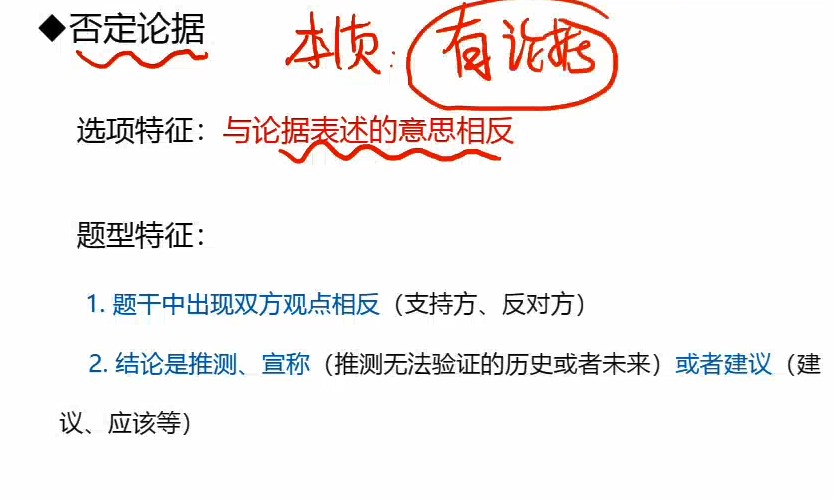 ◆否定论据 本质：有论据
选项特征：与论据表述的意思相反
题型特征：
1. 题干中出现双方观点相反（支持方、反对方）
2. 结论是推测、宣称（推测无法验证的历史或者未来）或者建议（建
议、应该等）